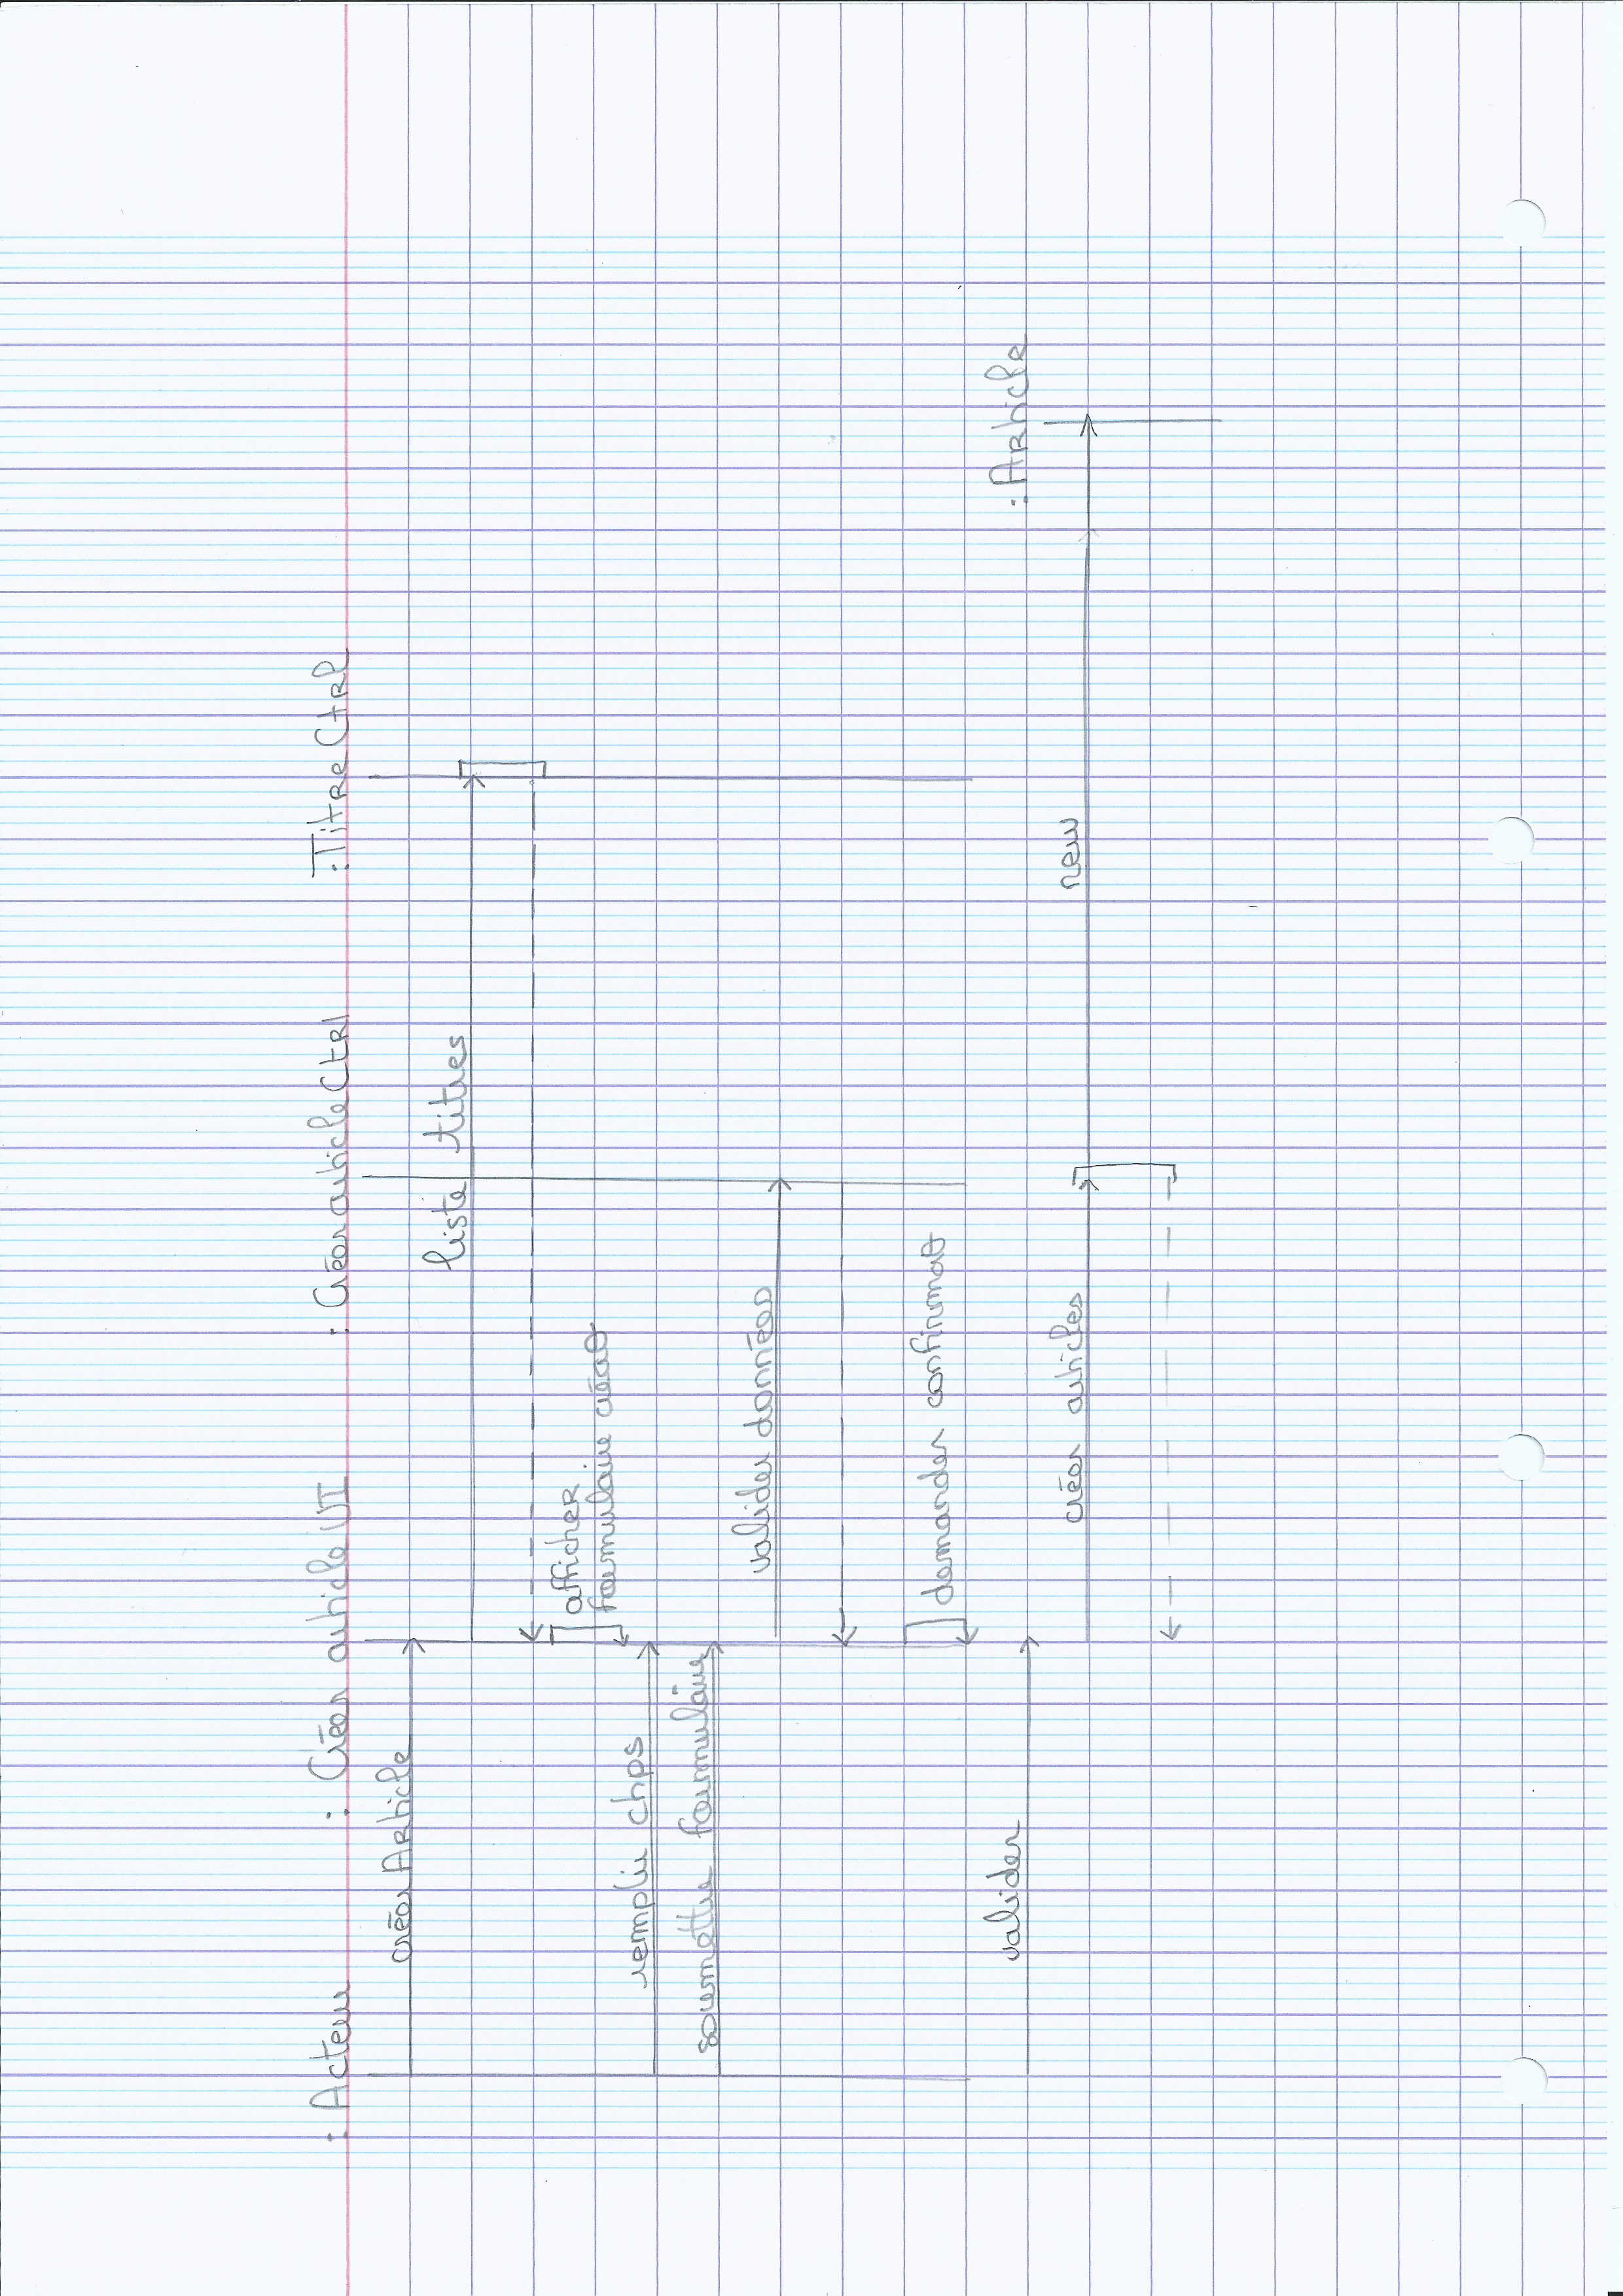 : Acteur
: Créer article UI
: Créer article Ctrl
: Titre Ctrl
créer Article
liste titres
afficher
formulaire créat°
remplir chps
soumettre formulaire
valider données
demander confirmat°
: Article
valider
créer articles
new